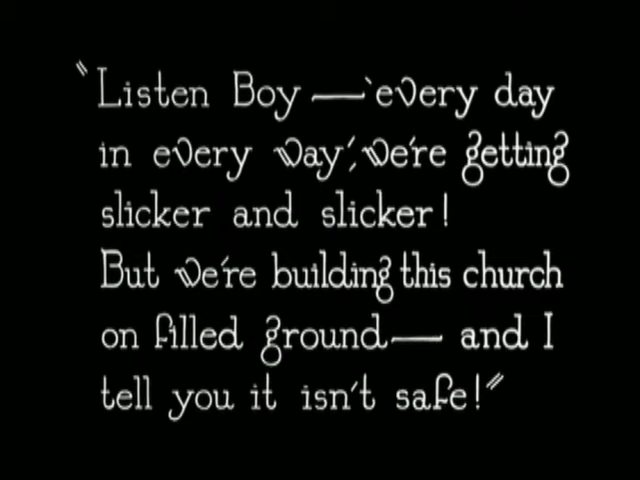 "Listen Boy — 'every day
in every way', we're getting
slicker and slicker!
But we're building this church
on filled ground — and I
tell you it isn't safe!"